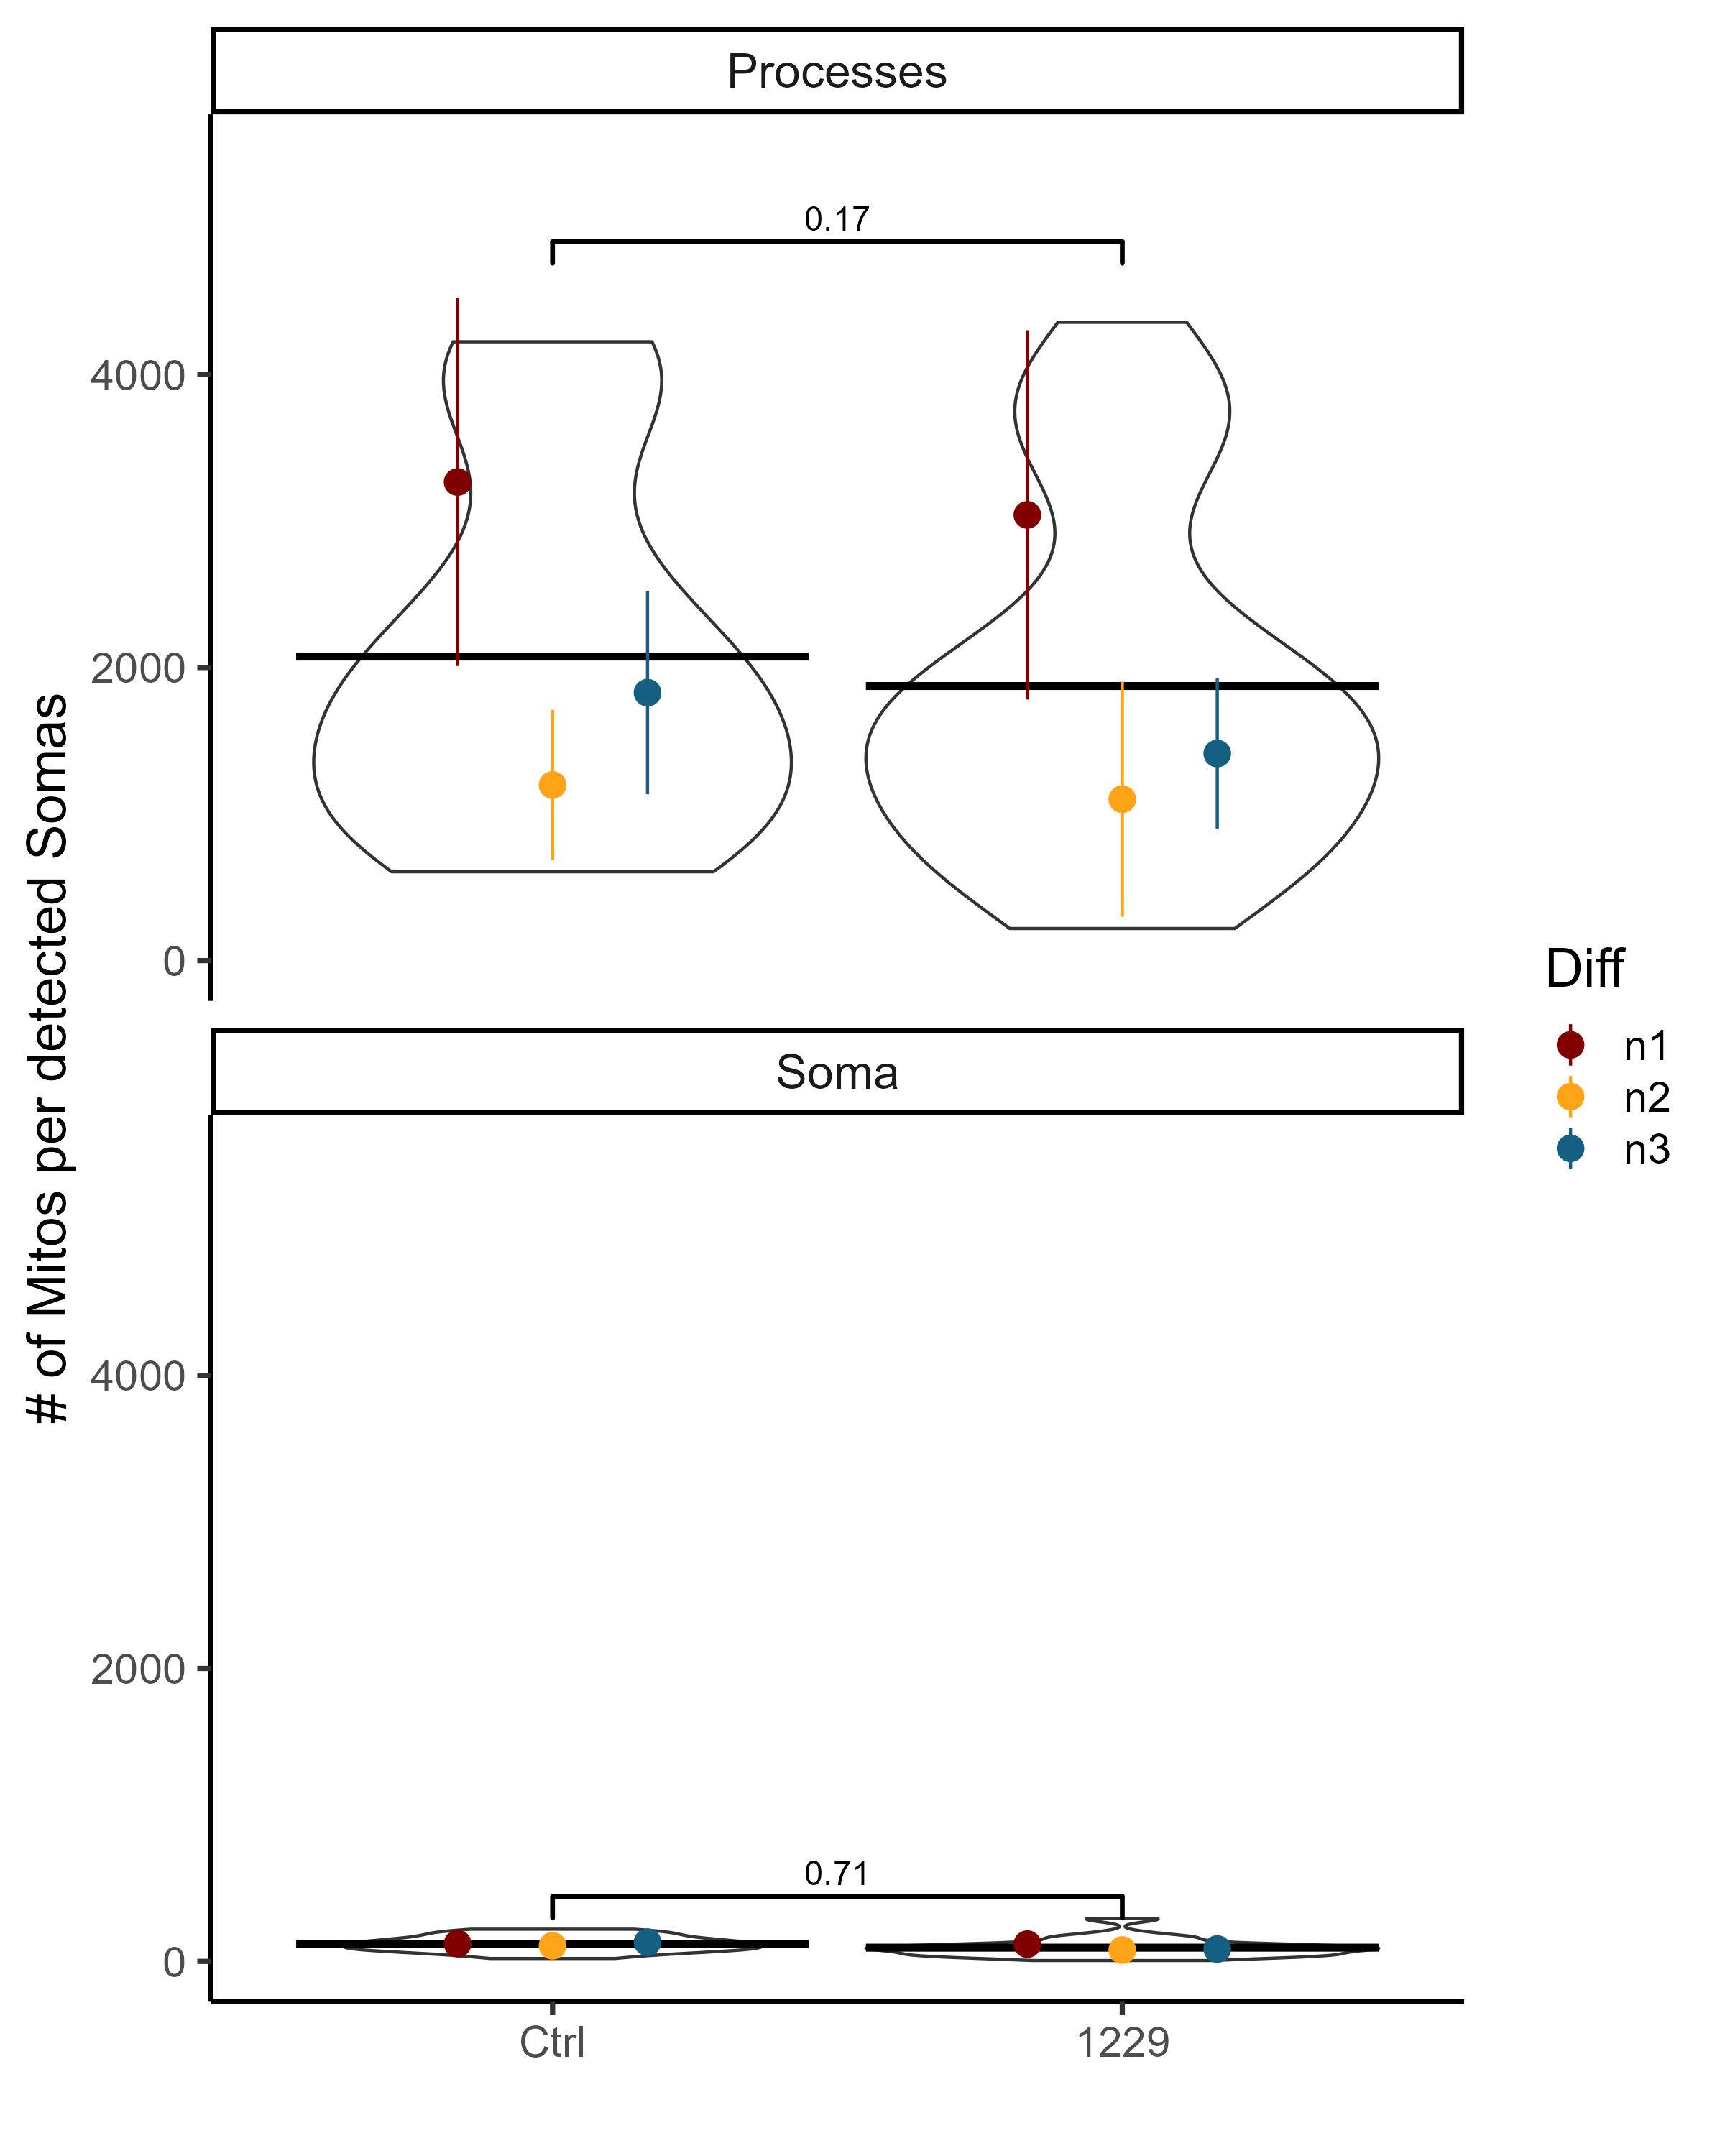 Processes
0.17
4000
2000
0
# of Mitos per detected Somas
Soma
4000
2000
0.71
0
Ctrl
1229
Diff
n1
n2
n3